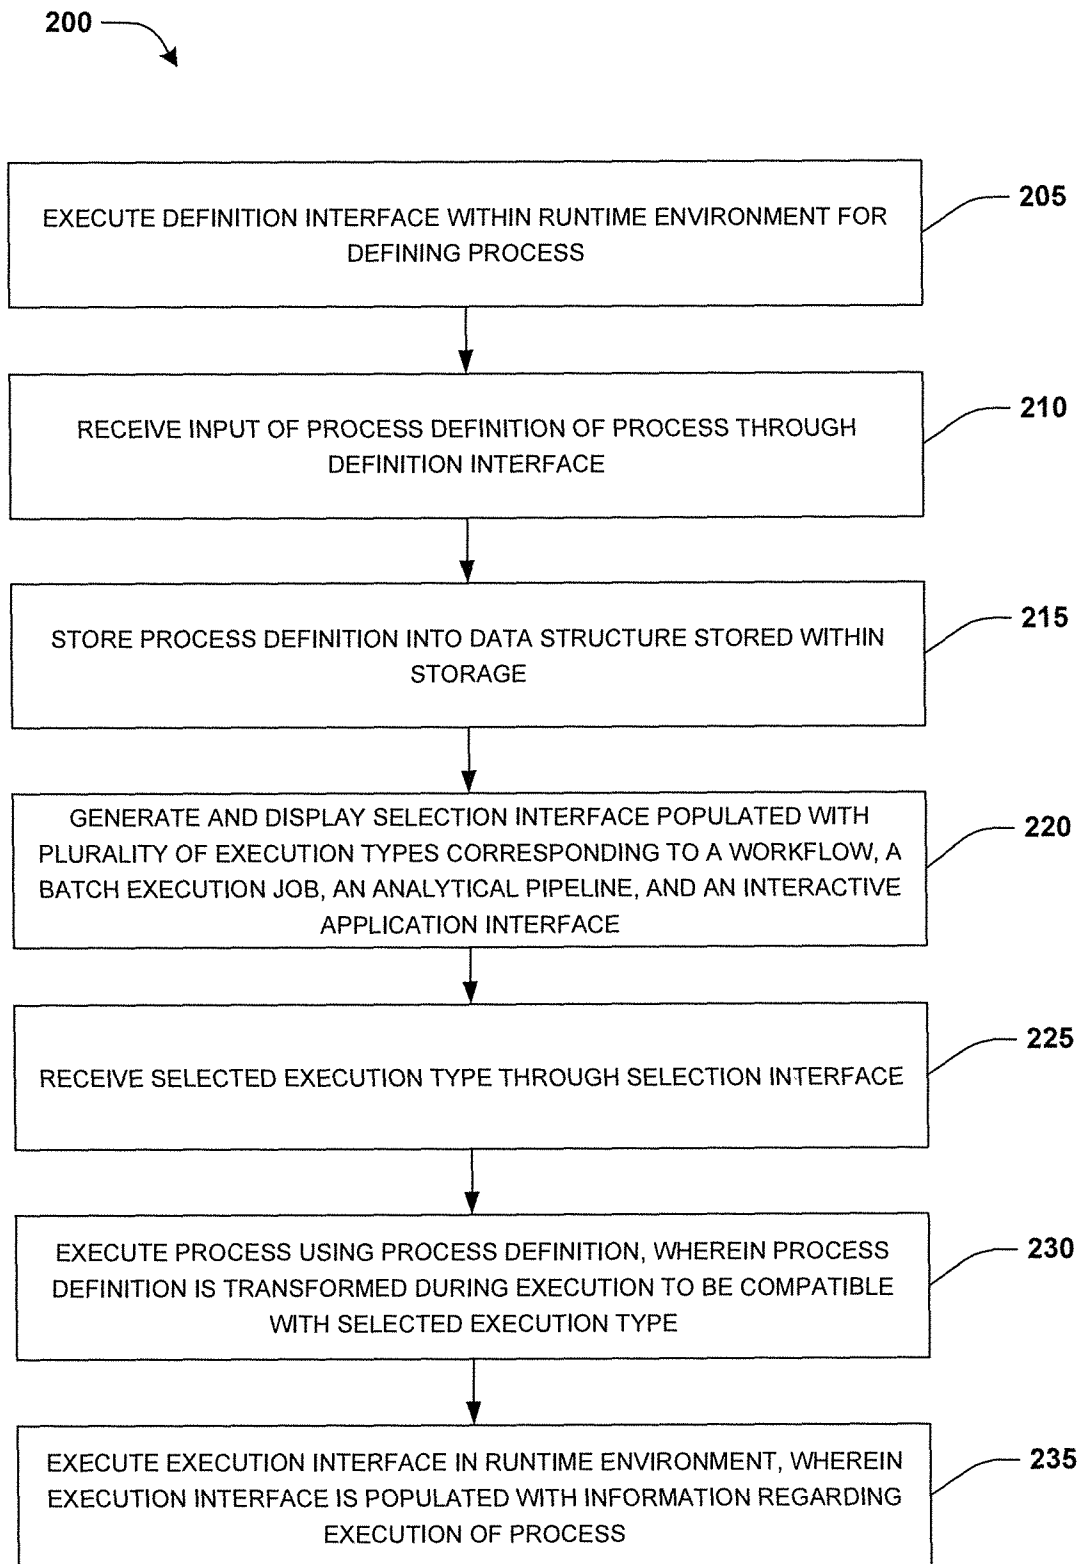 200
EXECUTE DEFINITION INTERFACE WITHIN RUNTIME ENVIRONMENT FOR
DEFINING PROCESS
205
RECEIVE INPUT OF PROCESS DEFINITION OF PROCESS THROUGH
DEFINITION INTERFACE
210
STORE PROCESS DEFINITION INTO DATA STRUCTURE STORED WITHIN
STORAGE
215
GENERATE AND DISPLAY SELECTION INTERFACE POPULATED WITH
PLURALITY OF EXECUTION TYPES CORRESPONDING TO A WORKFLOW, A
BATCH EXECUTION JOB, AN ANALYTICAL PIPELINE, AND AN INTERACTIVE
APPLICATION INTERFACE
220
RECEIVE SELECTED EXECUTION TYPE THROUGH SELECTION INTERFACE
225
EXECUTE PROCESS USING PROCESS DEFINITION, WHEREIN PROCESS
DEFINITION IS TRANSFORMED DURING EXECUTION TO BE COMPATIBLE
WITH SELECTED EXECUTION TYPE
230
EXECUTE EXECUTION INTERFACE IN RUNTIME ENVIRONMENT, WHEREIN
EXECUTION INTERFACE IS POPULATED WITH INFORMATION REGARDING
EXECUTION OF PROCESS
235